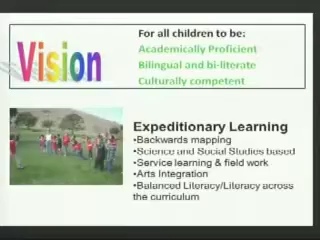 Vision
For all children to be:
Academically Proficient
Bilingual and bi-literate
Culturally competent
Expeditionary Learning
•Backwards mapping
•Science and Social Studies based
•Service learning & field work
•Arts Integration
•Balanced Literacy/Literacy across
the curriculum